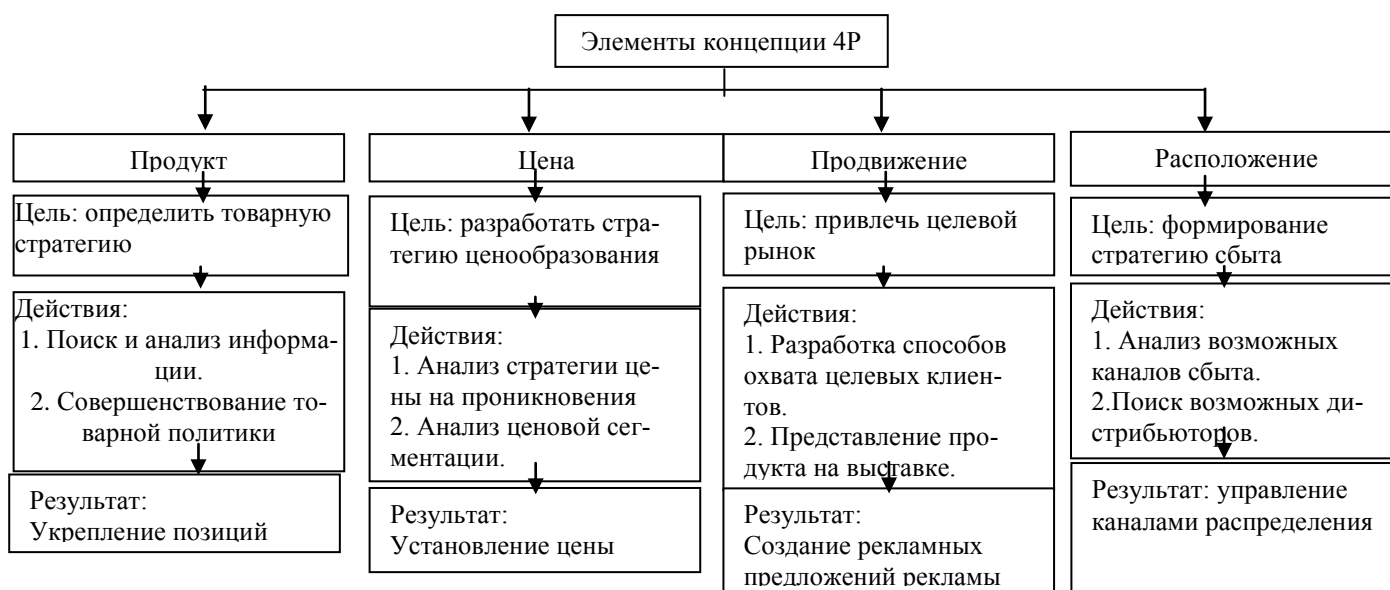 Элементы концепции 4Р
Продукт
Цель: определить товарную
стратегию
Действия:
1. Поиск и анализ информа-
ции.
2. Совершенствование то-
варной политики
Результат:
Укрепление позиций
Цена
Цель: разработать стра-
тегию ценообразования
Действия:
1. Анализ стратегии це-
ны на проникновения
2. Анализ ценовой сег-
ментации.
Результат:
Установление цены
Продвижение
Цель: привлечь целевой
рынок
Действия:
1. Разработка способов
охвата целевых клиен-
тов.
2. Представление про-
дукта на выставке.
Результат:
Создание рекламных
предложений рекламы
Расположение
Цель: формирование
стратегию сбыта
Действия:
1. Анализ возможных
каналов сбыта.
2.Поиск возможных ди-
стрибьюторов.
Результат: управление
каналами распределения